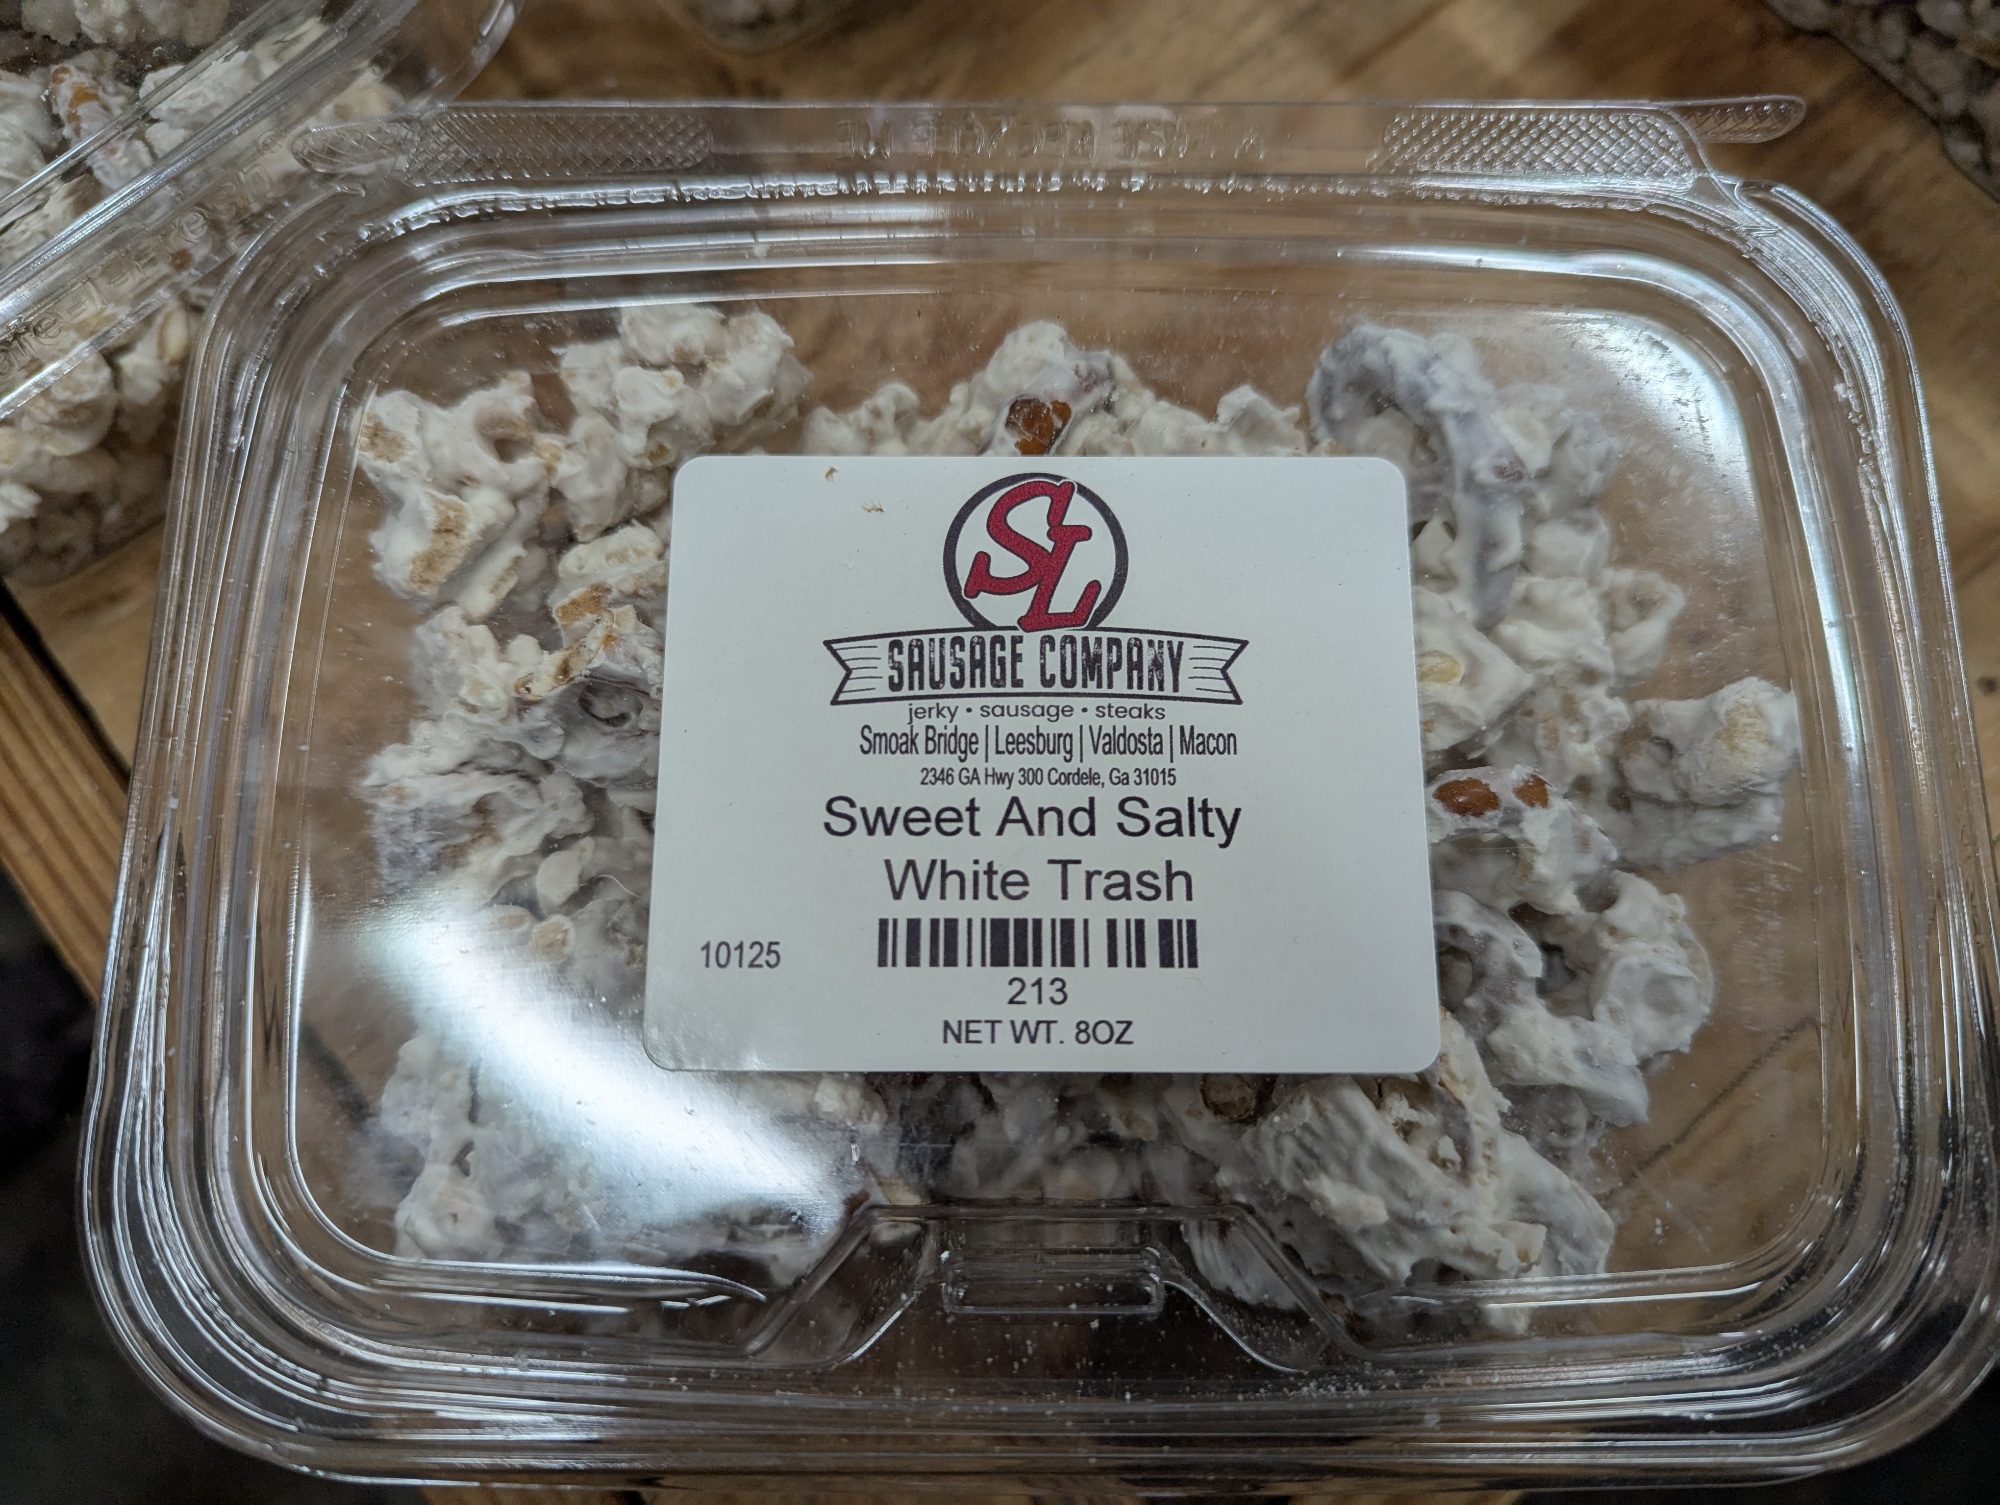 SL
SAUSAGE COMPANY
jerky • sausage • steaks
Smoak Bridge | Leesburg | Valdosta | Macon
2346 GA Hwy 300 Cordele, Ga 31015
Sweet And Salty
White Trash
10125
213
NET WT. 8OZ